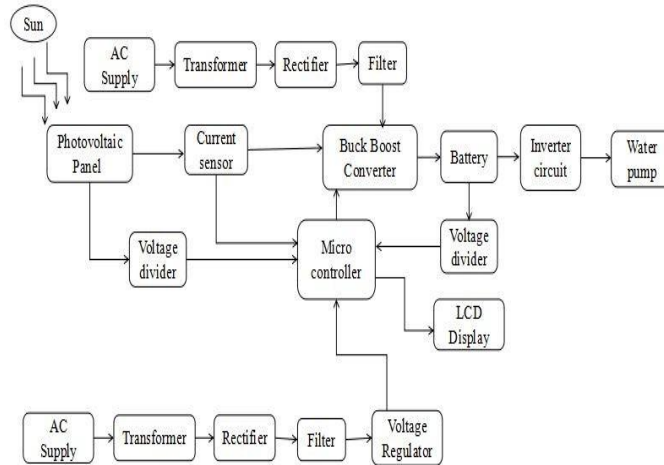 Sun
AC
Supply
Transformer
Rectifier
Filter
Photovoltaic
Panel
Current
sensor
Buck Boost
Converter
Battery
Inverter
circuit
Water
pump
Voltage
divider
Micro
controller
Voltage
divider
LCD
Display
AC
Supply
Transformer
Rectifier
Filter
Voltage
Regulator